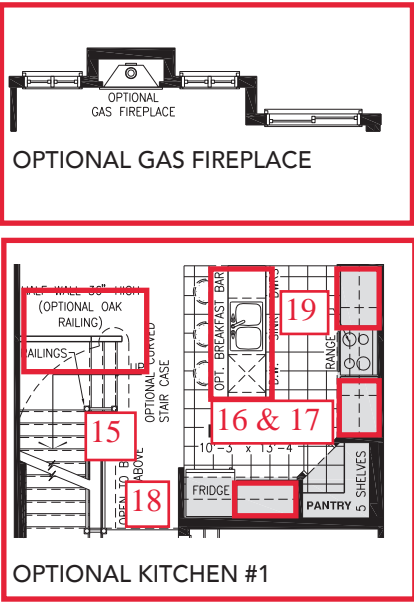 OPTIONAL
GAS FIREPLACE
OPTIONAL GAS FIREPLACE
HALF WALL 36" HIGH
(OPTIONAL OAK
RAILING)
RAILINGS
UP
OPTIONAL CURVED
STAIR CASE
OPEN TO
ABOVE
15
18
OPT. BREAKFAST BAR
SINK
D.W.
DWRS
19
RANGE
16 & 17
10'-3" x 13'-4"
FRIDGE
PANTRY
5 SHELVES
OPTIONAL KITCHEN #1